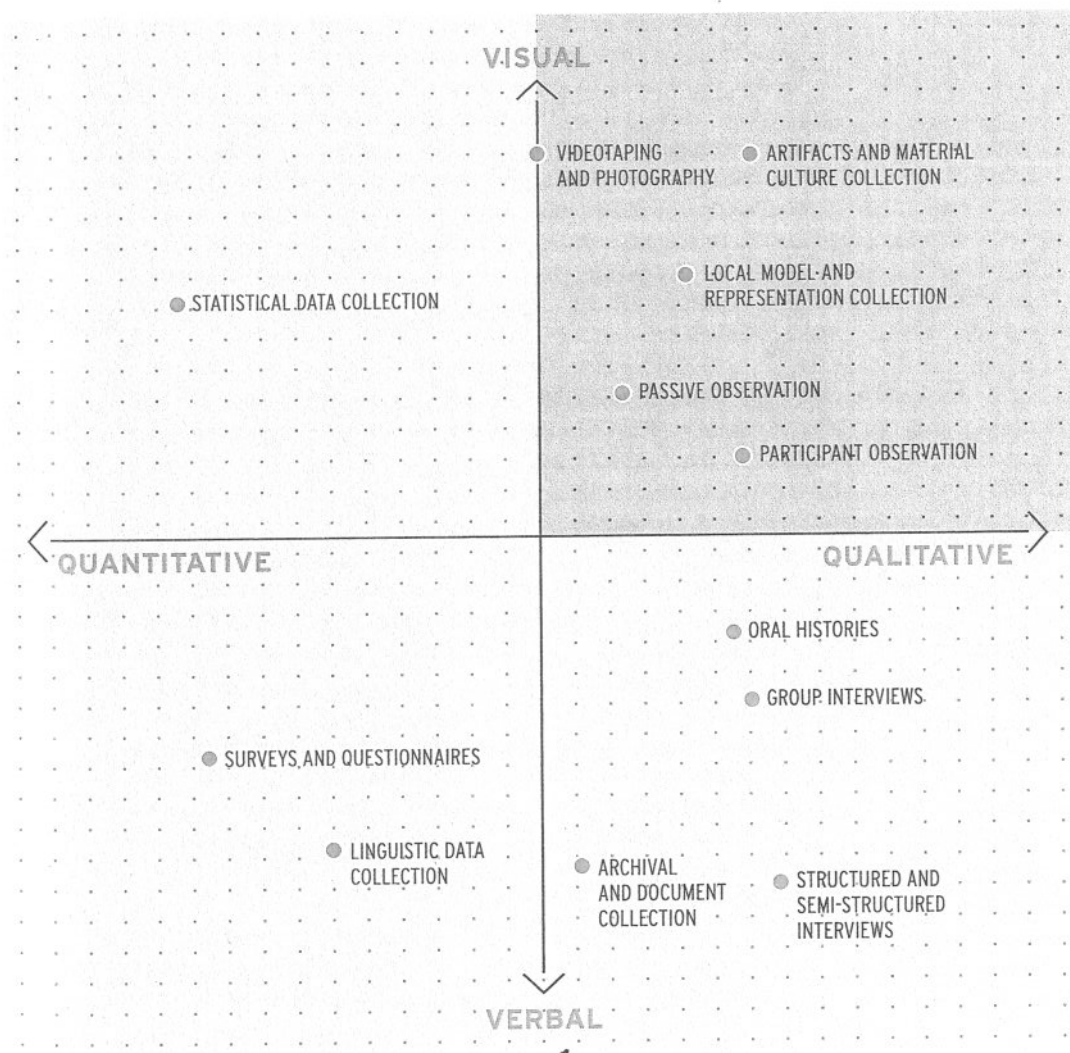 VISUAL
VIDEOTAPING
AND PHOTOGRAPHY
ARTIFACTS AND MATERIAL
CULTURE COLLECTION
LOCAL MODEL AND
REPRESENTATION COLLECTION
STATISTICAL DATA COLLECTION
PASSIVE OBSERVATION
PARTICIPANT OBSERVATION
QUANTITATIVE
QUALITATIVE
ORAL HISTORIES
GROUP INTERVIEWS
SURVEYS AND QUESTIONNAIRES
LINGUISTIC DATA
COLLECTION
ARCHIVAL
AND DOCUMENT
COLLECTION
STRUCTURED AND
SEMI-STRUCTURED
INTERVIEWS
VERBAL